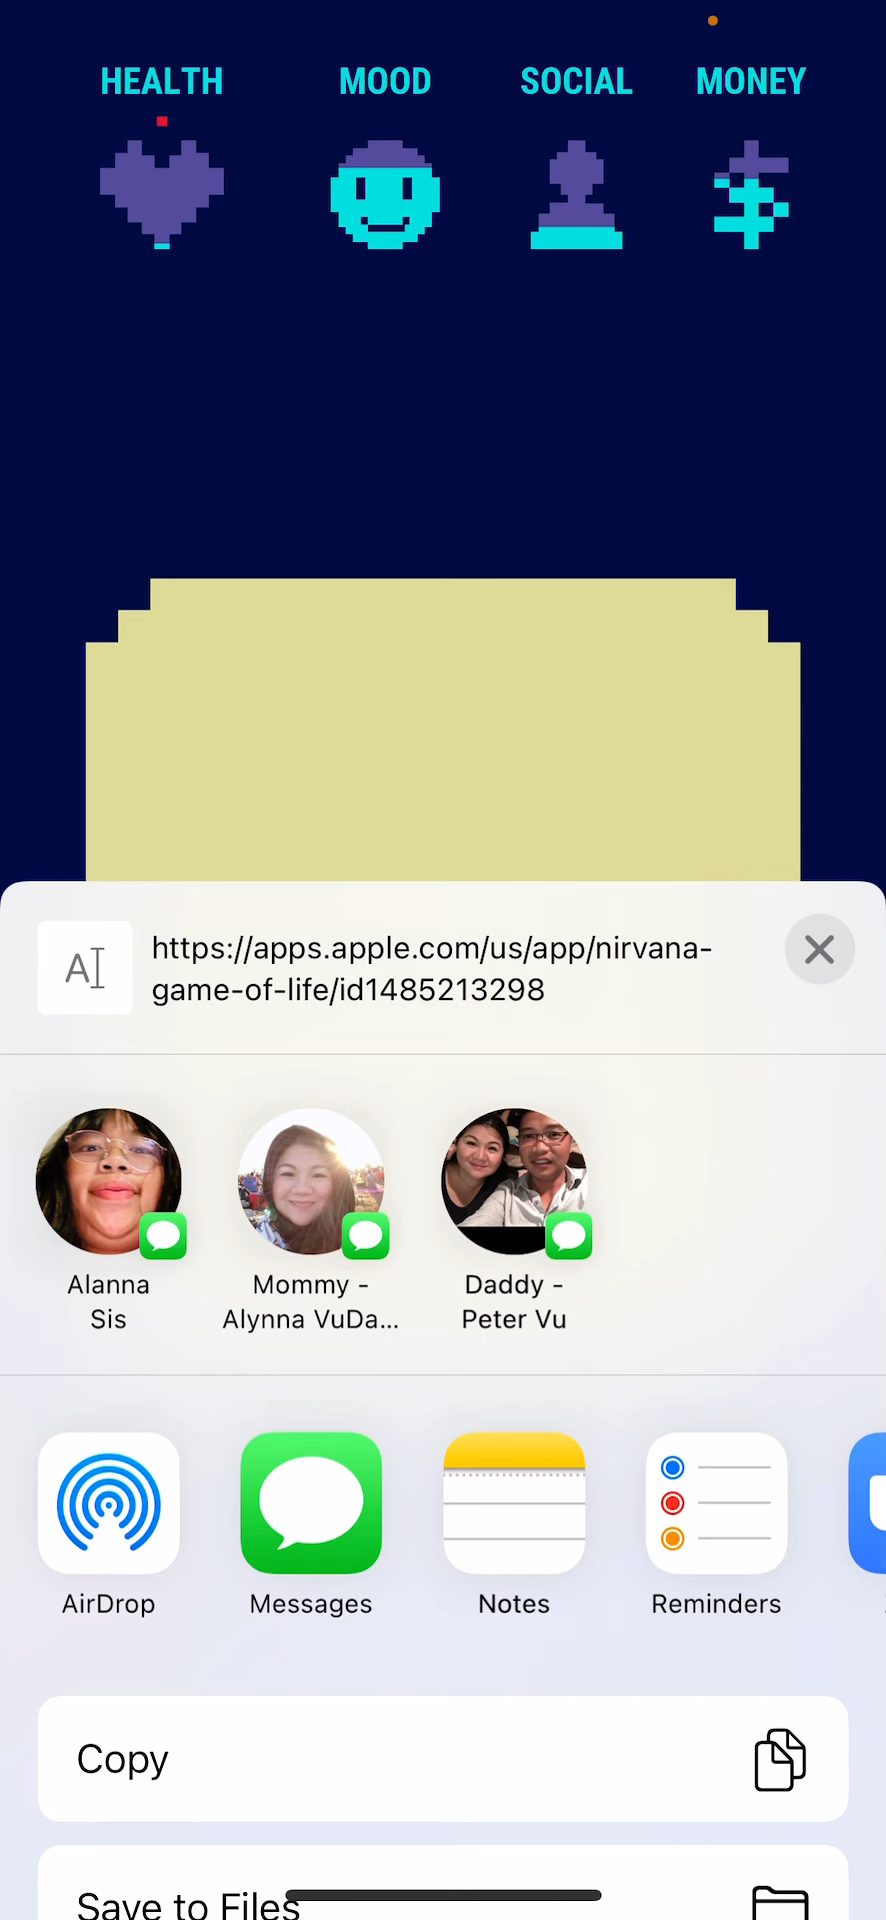 HEALTH MOOD SOCIAL MONEY
https://apps.apple.com/us/app/nirvana-
game-of-life/id1485213298
Alanna
Sis
Mommy -
Alynna VuDa...
Daddy -
Peter Vu
AirDrop Messages Notes Reminders
Copy
Save to Files